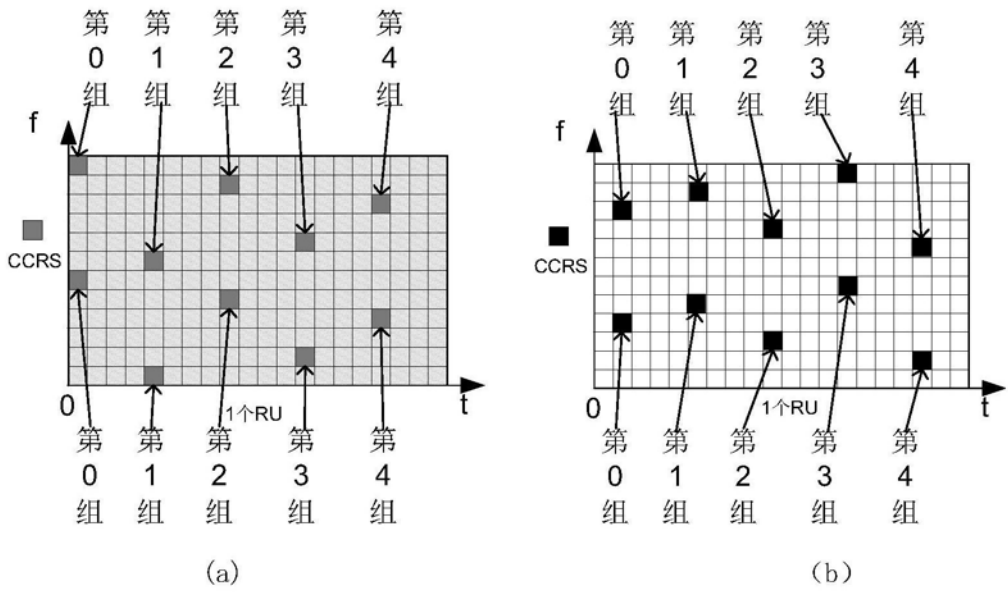 第0组 第1组 第2组 第3组 第4组
f
CCRS
0 1个RU t
第0组 第1组 第2组 第3组 第4组
(a)
第0组 第1组 第2组 第3组 第4组
f
CCRS
0 1个RU t
第0组 第1组 第2组 第3组 第4组
(b)